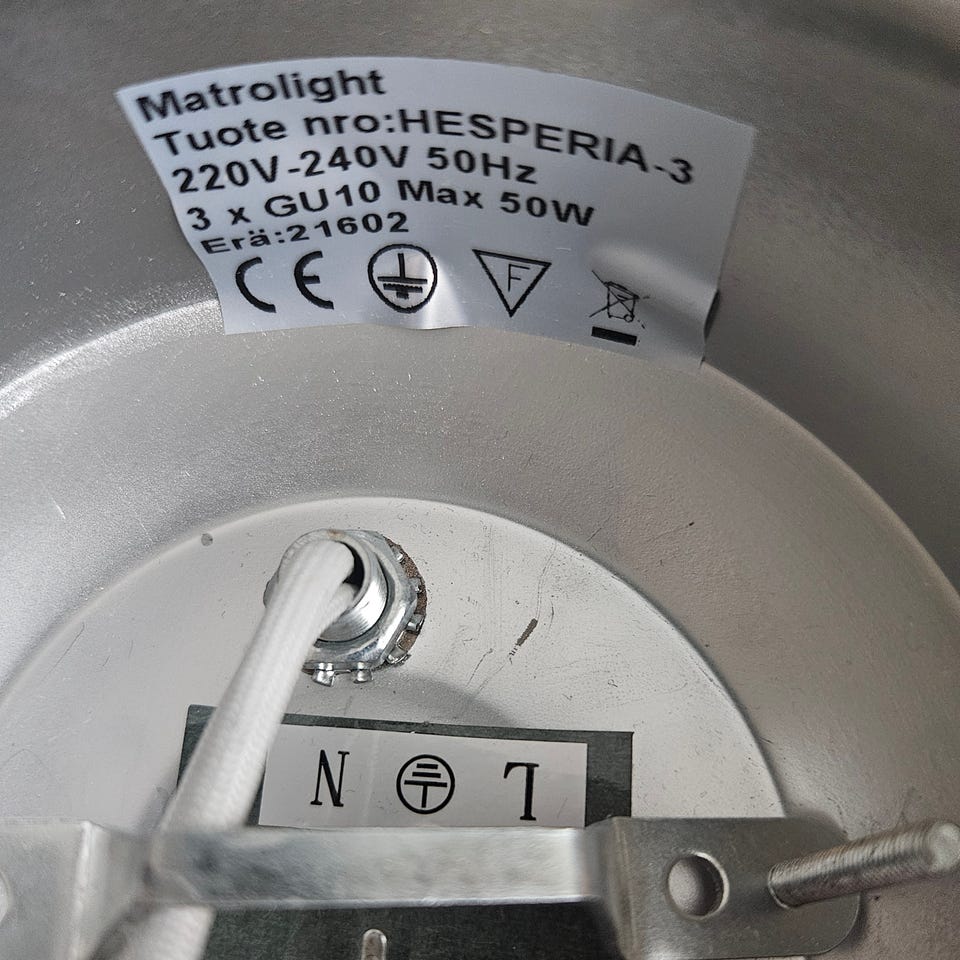 Matrolight
Tuote nro:HESPERIA-3
220V-240V 50Hz
3 x GU10 Max 50W
Erä:21602
CE F
N L